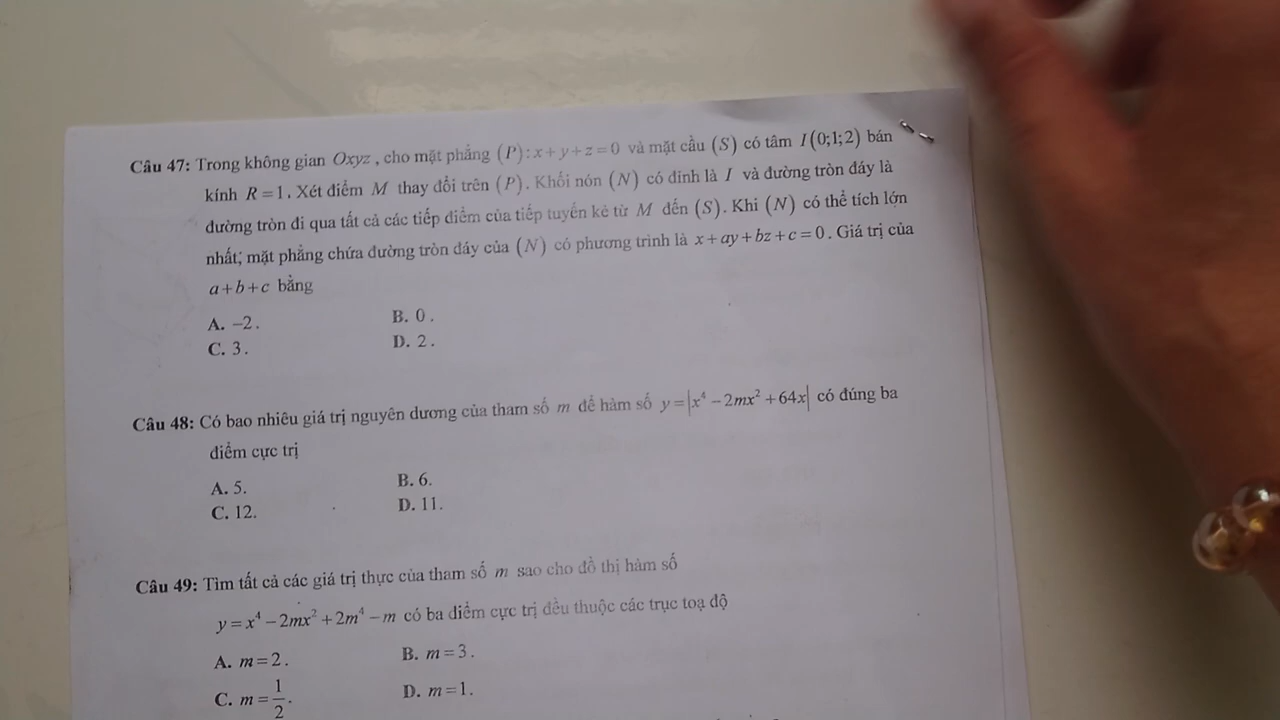 Câu 47: Trong không gian Oxyz, cho mặt phẳng (P): x + y + z = 0 và mặt cầu (S) có tâm I(0;1;2) bán
kính R = 1. Xét điểm M thay đổi trên (P). Khối nón (N) có đỉnh là I và đường tròn đáy là
đường tròn đi qua tất cả các tiếp điểm của tiếp tuyến kẻ từ M đến (S). Khi (N) có thể tích lớn
nhất; mặt phẳng chứa đường tròn đáy của (N) có phương trình là x + ay + bz + c = 0. Giá trị của
a + b + c bằng
A. −2. B. 0.
C. 3. D. 2.
Câu 48: Có bao nhiêu giá trị nguyên dương của tham số m để hàm số y = |x⁴ − 2mx² + 64x| có đúng ba
điểm cực trị
A. 5. B. 6.
C. 12. D. 11.
Câu 49: Tìm tất cả các giá trị thực của tham số m sao cho đồ thị hàm số
y = x⁴ − 2mx² + 2m⁴ − m có ba điểm cực trị đều thuộc các trục toạ độ
A. m = 2. B. m = 3.
C. m = 1/2. D. m = 1.